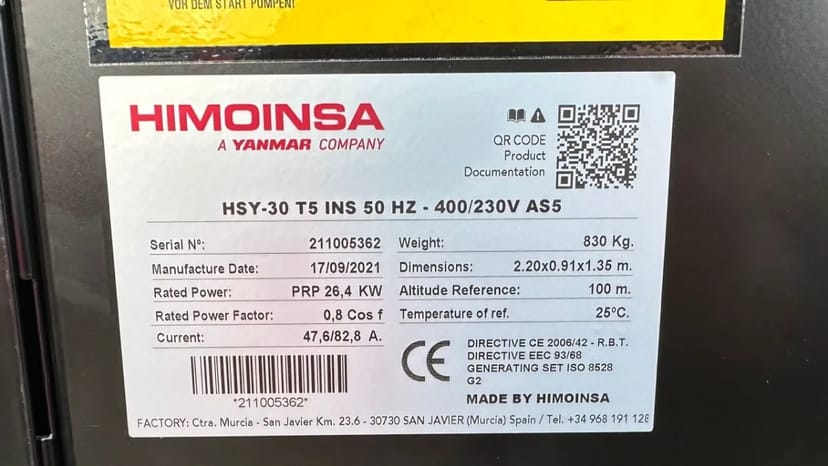 VOR DEM START PUMPEN!
HIMOINSA
A YANMAR COMPANY
QR CODE
Product
Documentation
HSY-30 T5 INS 50 HZ - 400/230V AS5
Serial Nº: 211005362
Manufacture Date: 17/09/2021
Rated Power: PRP 26,4 KW
Rated Power Factor: 0,8 Cos f
Current: 47,6/82,8 A.
*211005362*
Weight: 830 Kg.
Dimensions: 2.20x0.91x1.35 m.
Altitude Reference: 100 m.
Temperature of ref. 25ºC.
CE
DIRECTIVE CE 2006/42 - R.B.T.
DIRECTIVE EEC 93/68
GENERATING SET ISO 8528
G2
MADE BY HIMOINSA
FACTORY: Ctra. Murcia - San Javier Km. 23.6 - 30730 SAN JAVIER (Murcia) Spain / Tel. +34 968 191 128